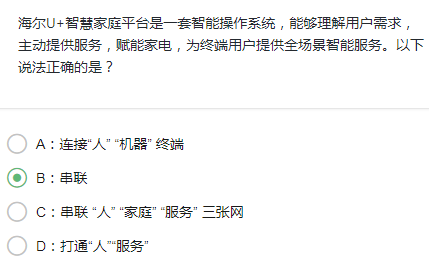 海尔U+智慧家庭平台是一套智能操作系统，能够理解用户需求，
主动提供服务，赋能家电，为终端用户提供全场景智能服务。以下
说法正确的是？
A：连接“人” “机器” 终端
B：串联
C：串联 “人” “家庭” “服务” 三张网
D：打通“人”“服务”